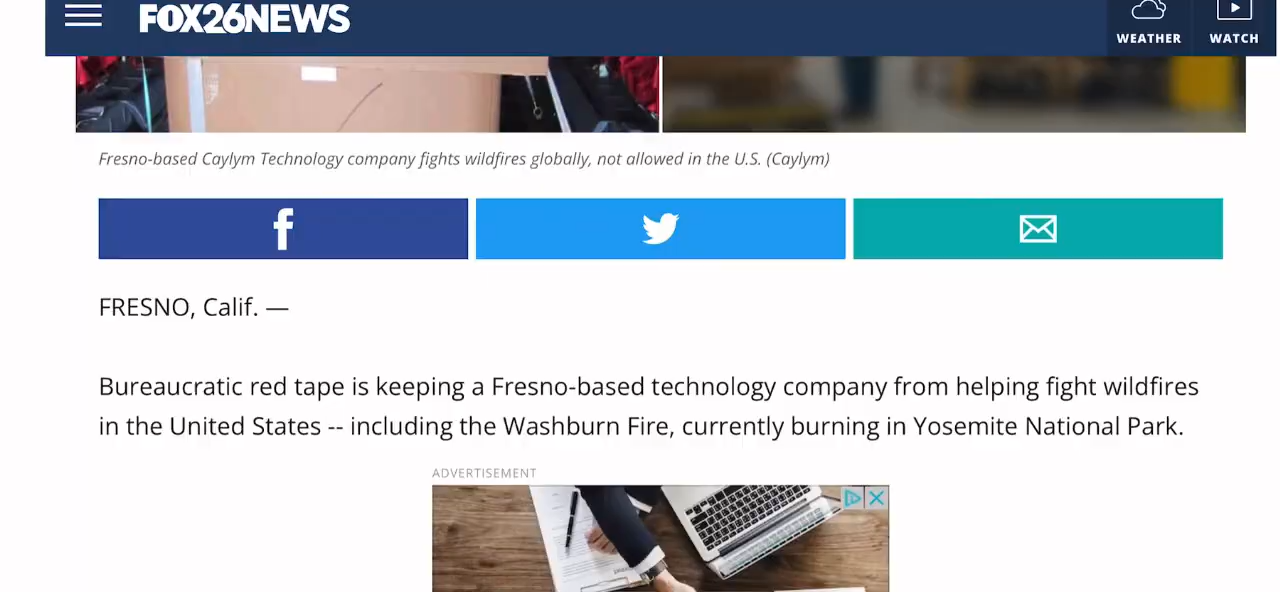 FOX26NEWS
WEATHER
WATCH
Fresno-based Caylym Technology company fights wildfires globally, not allowed in the U.S. (Caylym)
FRESNO, Calif. —
Bureaucratic red tape is keeping a Fresno-based technology company from helping fight wildfires
in the United States -- including the Washburn Fire, currently burning in Yosemite National Park.
ADVERTISEMENT